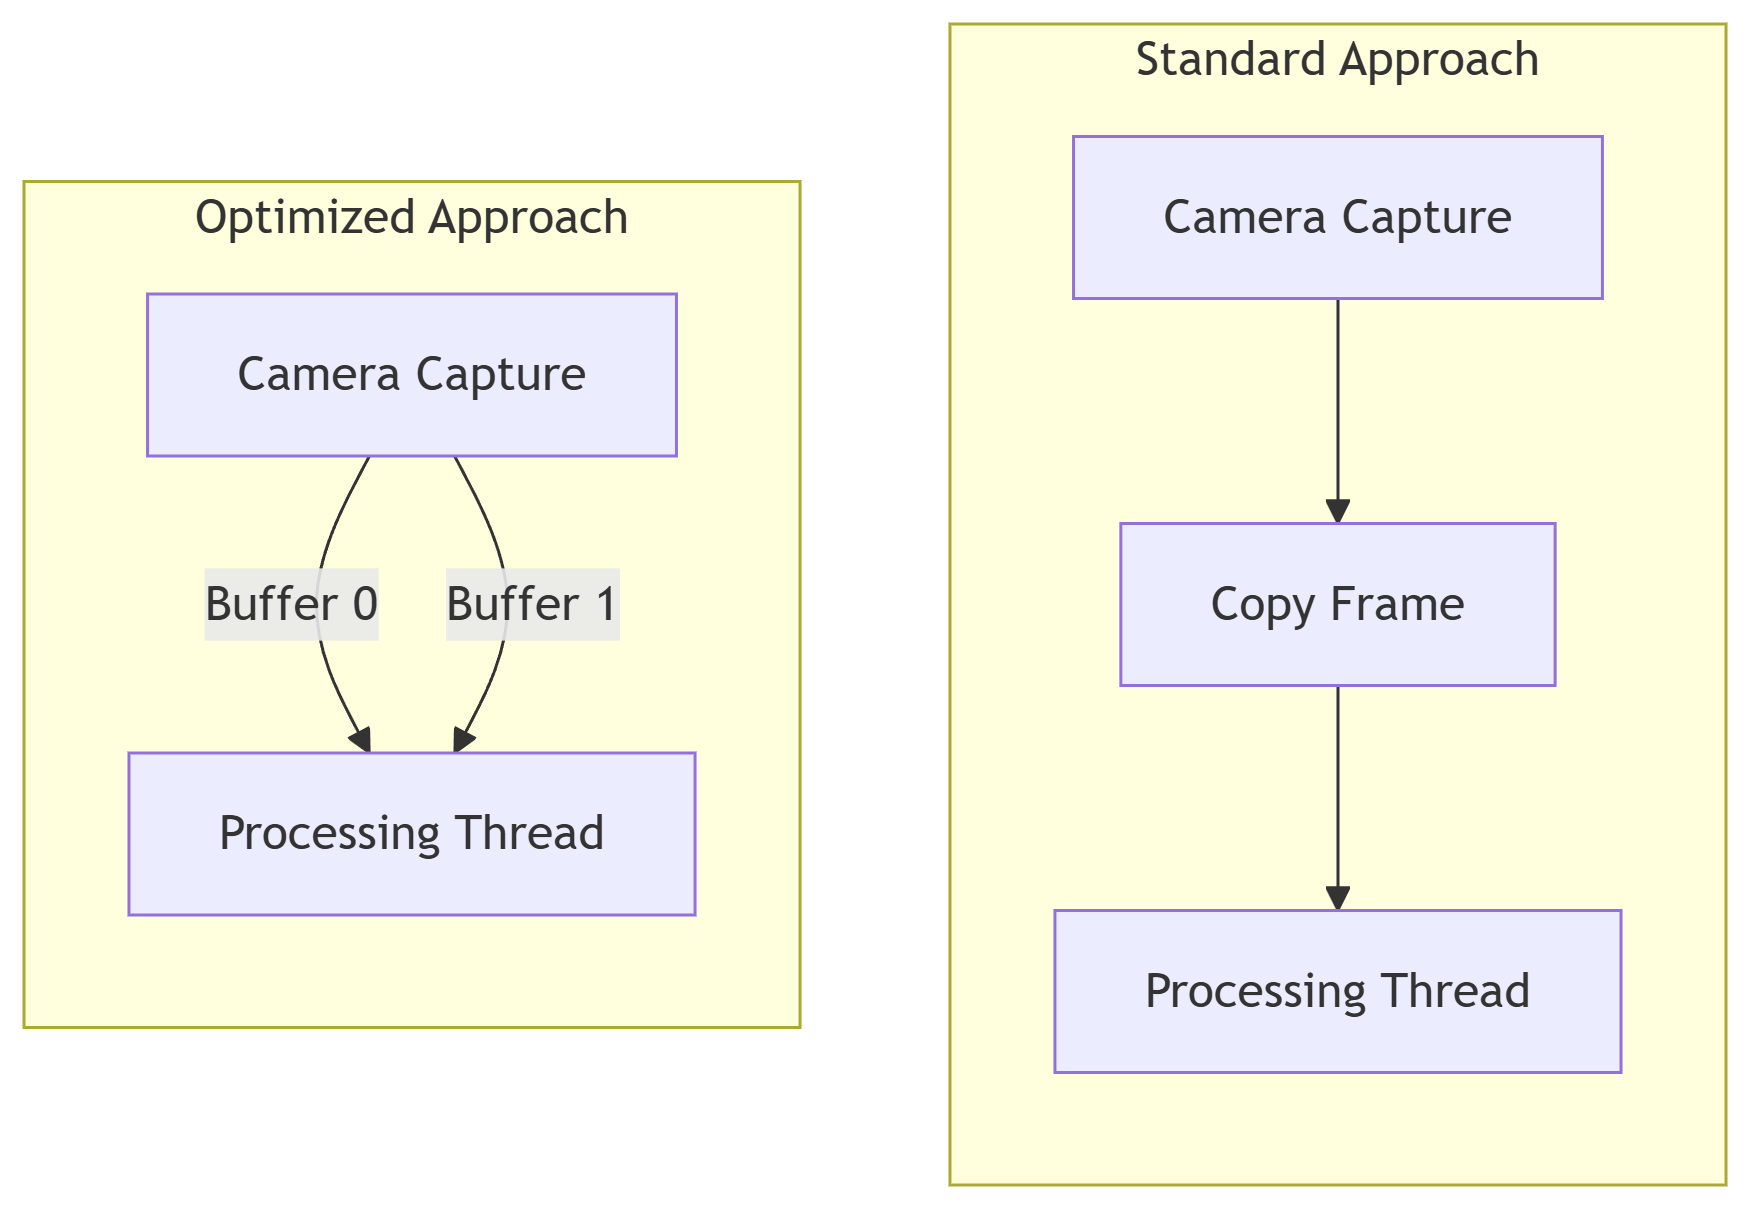 Optimized Approach
Camera Capture
Buffer 0
Buffer 1
Processing Thread
Standard Approach
Camera Capture
Copy Frame
Processing Thread